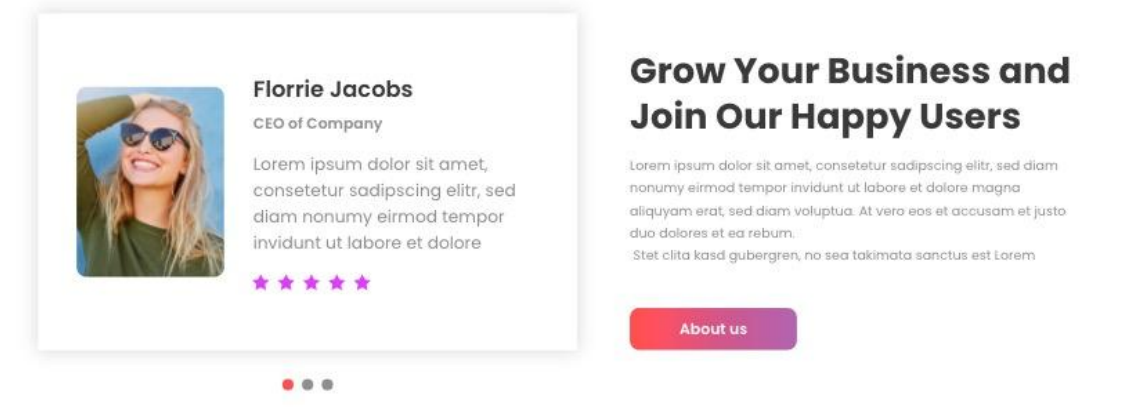 Florrie Jacobs
CEO of Company
Lorem ipsum dolor sit amet,
consetetur sadipscing elitr, sed
diam nonumy eirmod tempor
invidunt ut labore et dolore
Grow Your Business and
Join Our Happy Users
Lorem ipsum dolor sit amet, consetetur sadipscing elitr, sed diam
nonumy eirmod tempor invidunt ut labore et dolore magna
aliquyam erat, sed diam voluptua. At vero eos et accusam et justo
duo dolores et ea rebum.
Stet clita kasd gubergren, no sea takimata sanctus est Lorem
About us